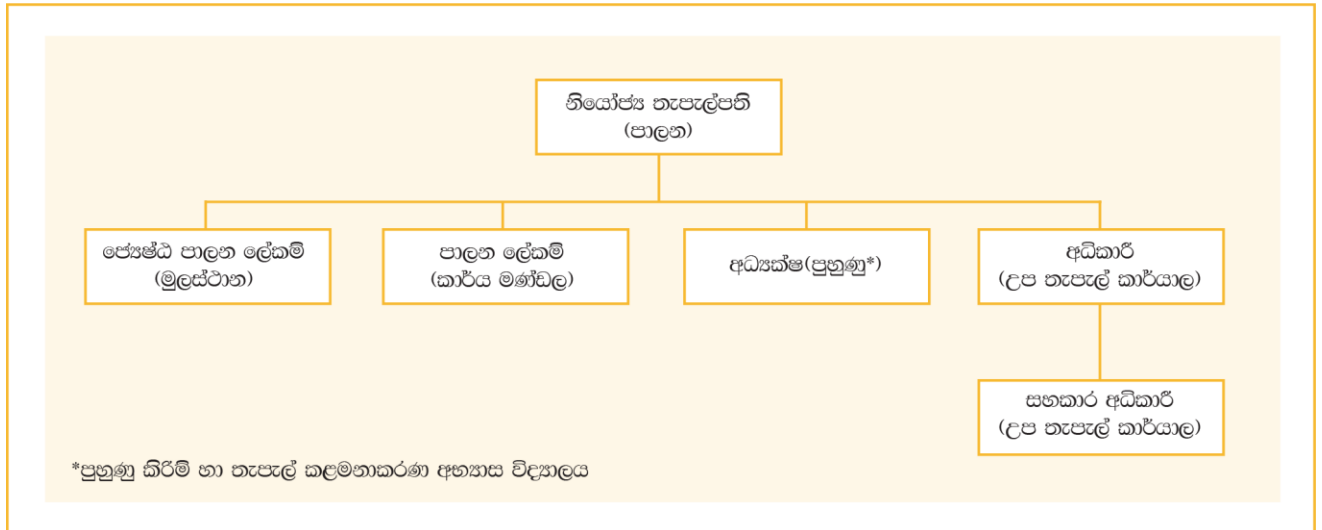 නියෝජ්‍ය තැපැල්පති
(පාලන)
ජ්‍යෙෂ්ඨ පාලන ලේකම්
(මූලස්ථාන)
පාලන ලේකම්
(කාර්ය මණ්ඩල)
අධ්‍යක්ෂ(පුහුණු*)
අධිකාරී
(උප තැපැල් කාර්යාල)
සහකාර අධිකාරී
(උප තැපැල් කාර්යාල)
*පුහුණු කිරිම් හා තැපැල් කළමනාකරණ අභ්‍යාස විද්‍යාලය